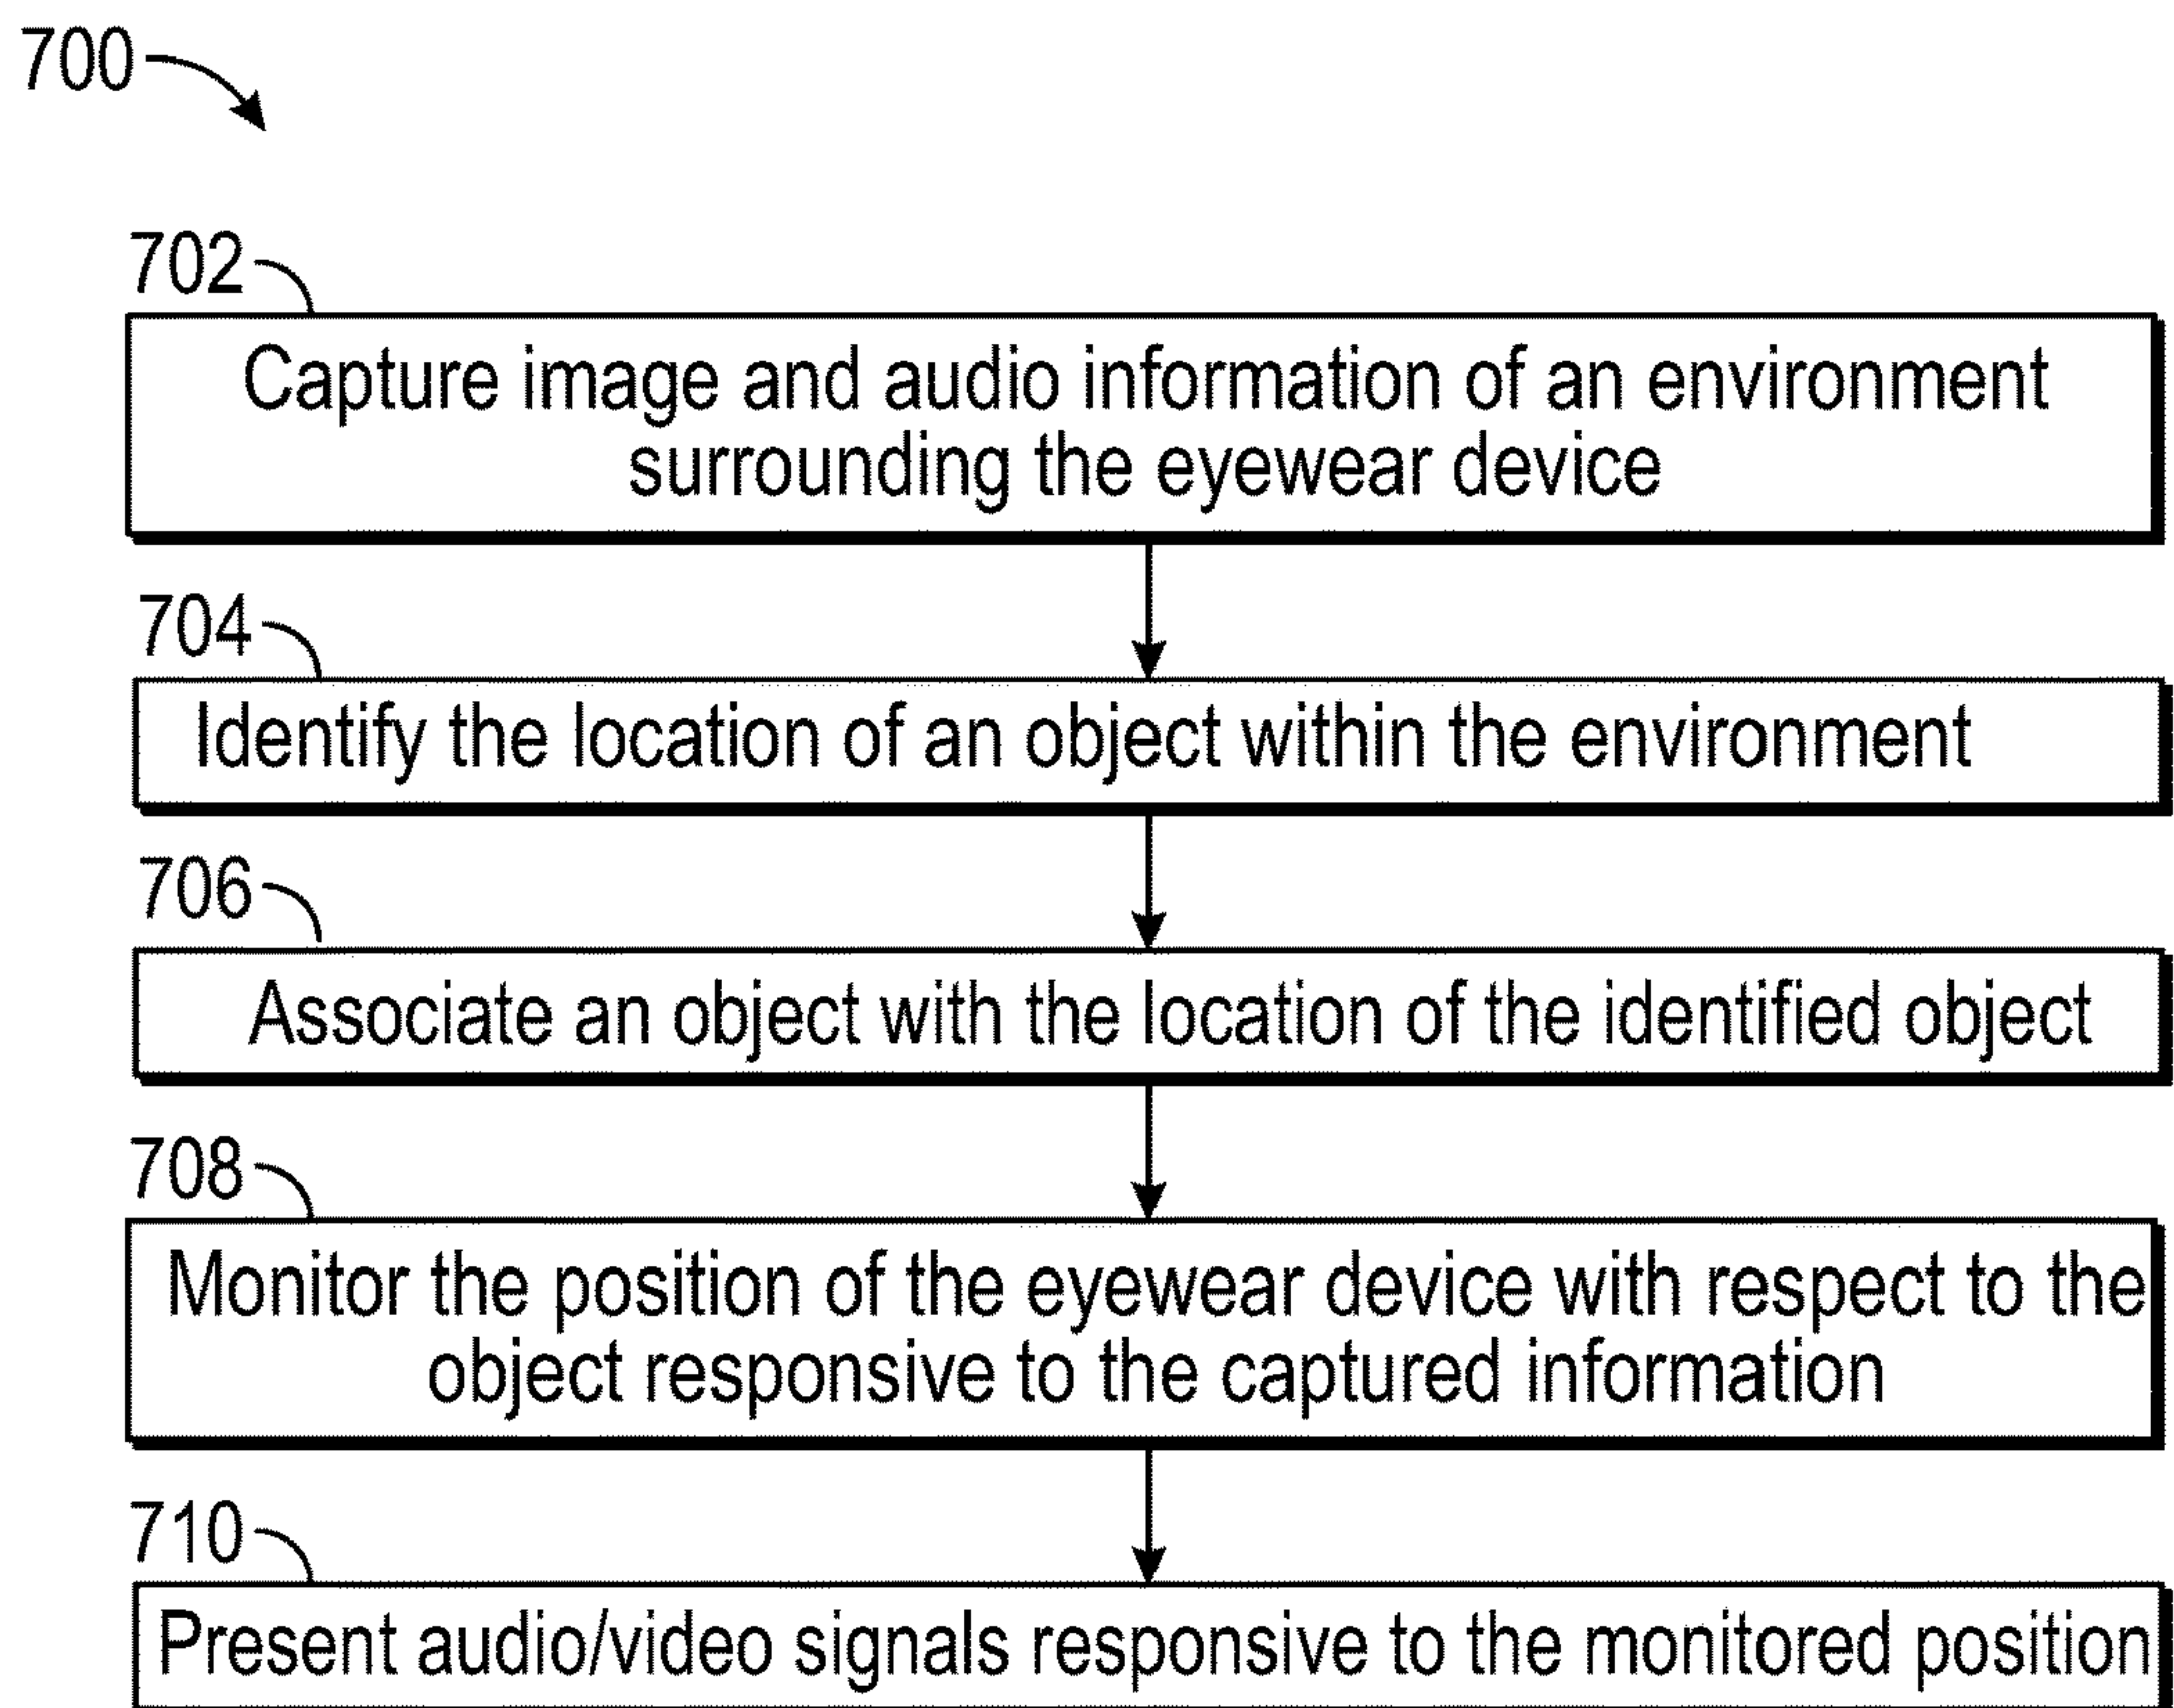 700
702
Capture image and audio information of an environment
surrounding the eyewear device
704
Identify the location of an object within the environment
706
Associate an object with the location of the identified object
708
Monitor the position of the eyewear device with respect to the
object responsive to the captured information
710
Present audio/video signals responsive to the monitored position